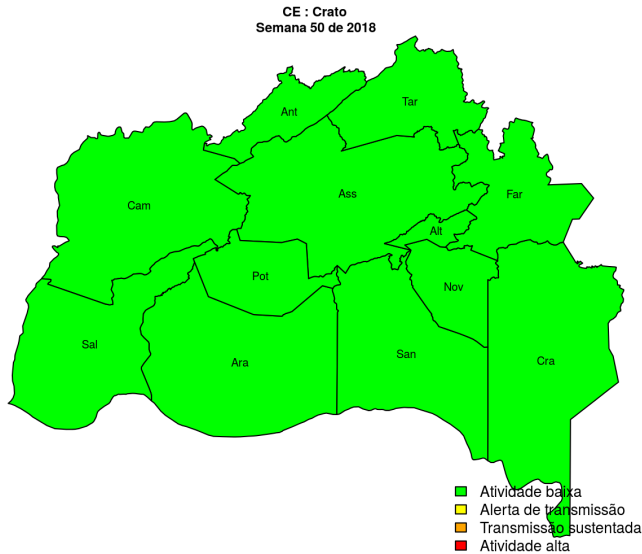 CE : Crato
Semana 50 de 2018
Tar
Ant
Ass
Far
Cam
Alt
Pot
Nov
Sal
Ara
San
Cra
Atividade baixa
Alerta de transmissão
Transmissão sustentada
Atividade alta